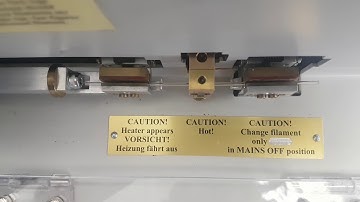 CAUTION!
Heater appears
VORSICHT!
Heizung fährt aus
CAUTION!
Hot!
CAUTION!
Change filament
only
in MAINS OFF position